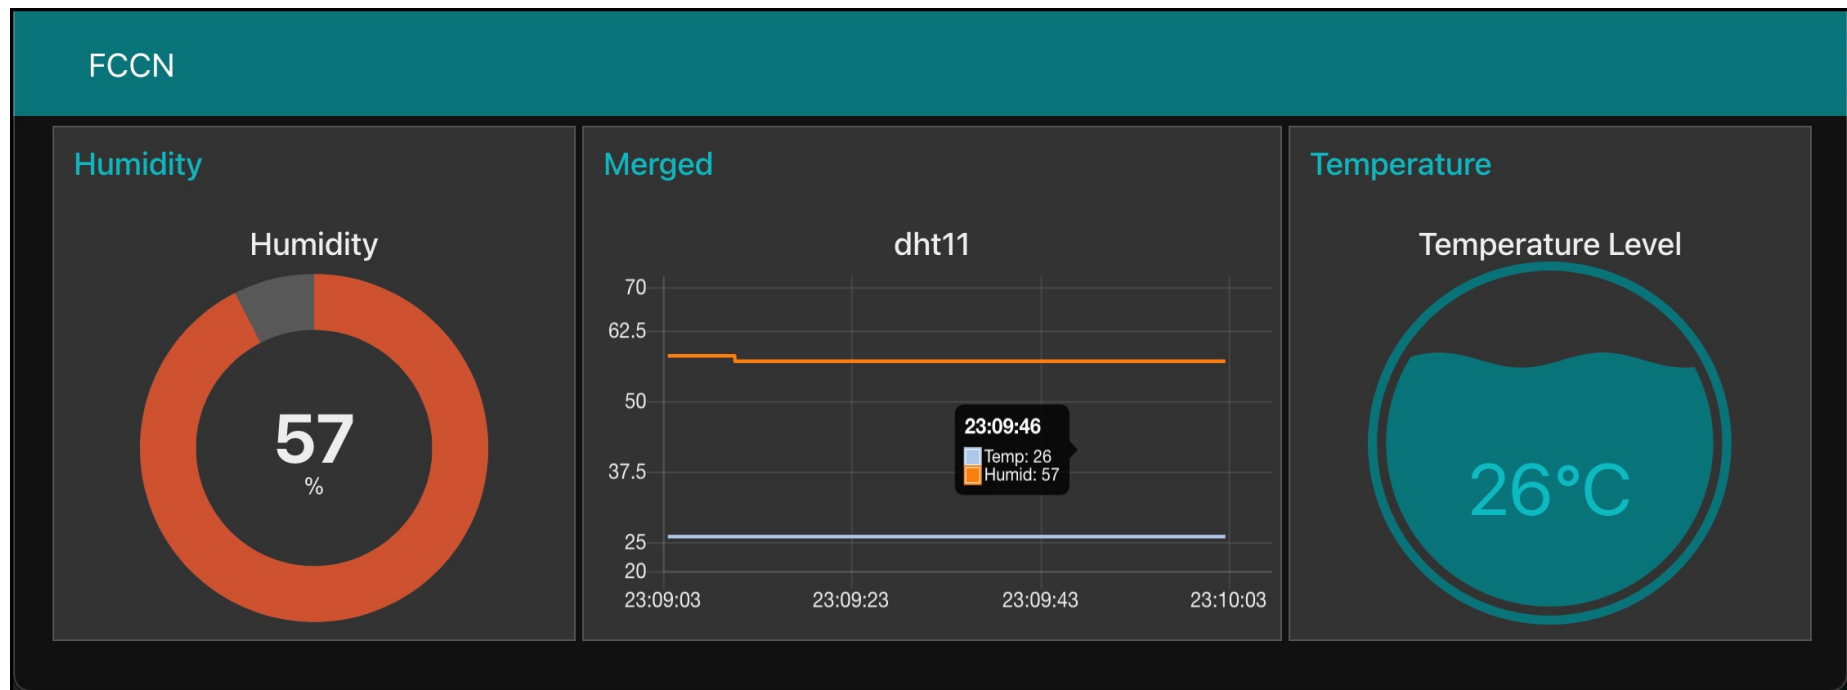 FCCN
Humidity
Humidity
57
%
Merged
dht11
70
62.5
50
37.5
25
20
23:09:03 23:09:23 23:09:43 23:10:03
23:09:46
Temp: 26
Humid: 57
Temperature
Temperature Level
26°C